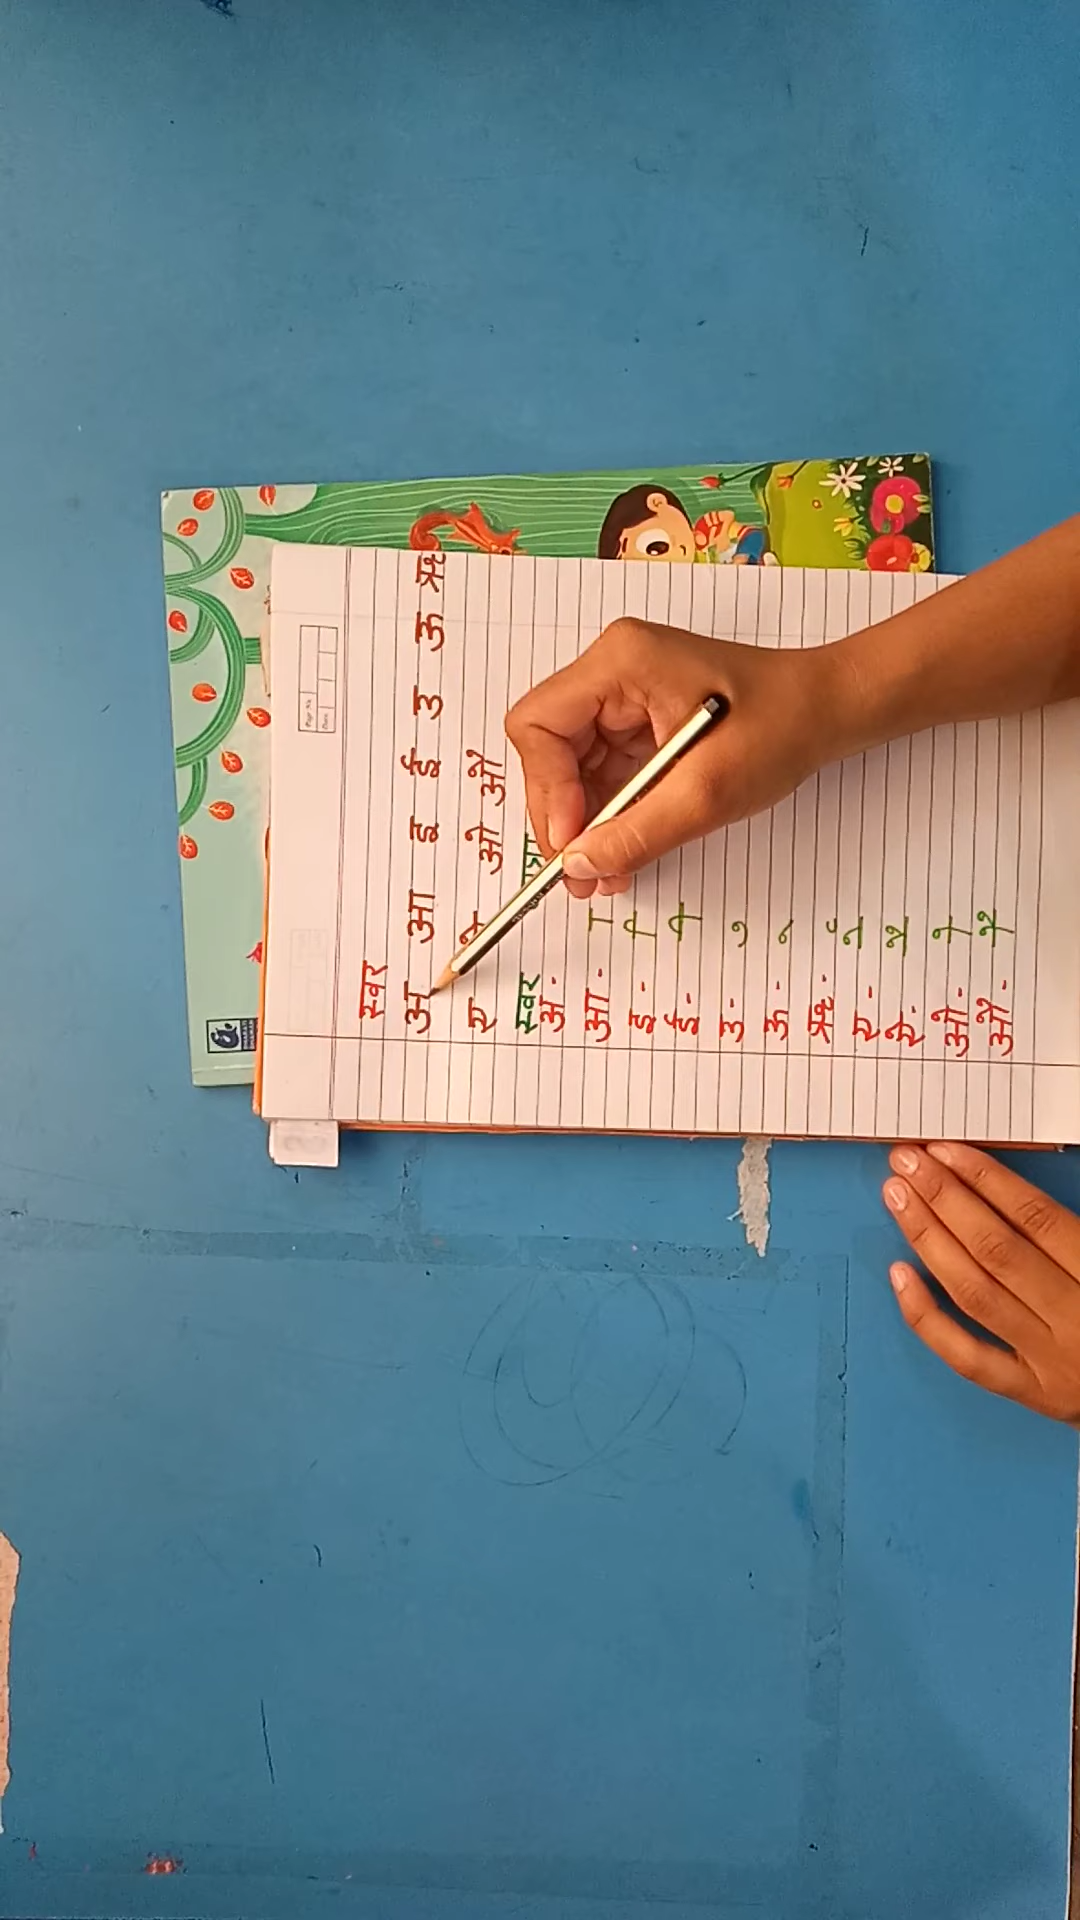 स्वर
अ आ इ ई उ ऊ ऋ
ए ऐ ओ औ
स्वर
अ -
आ - ा
इ - ि
ई - ी
उ - ु
ऊ - ू
ऋ - ृ
ए - े
ऐ - ै
ओ - ो
औ - ौ